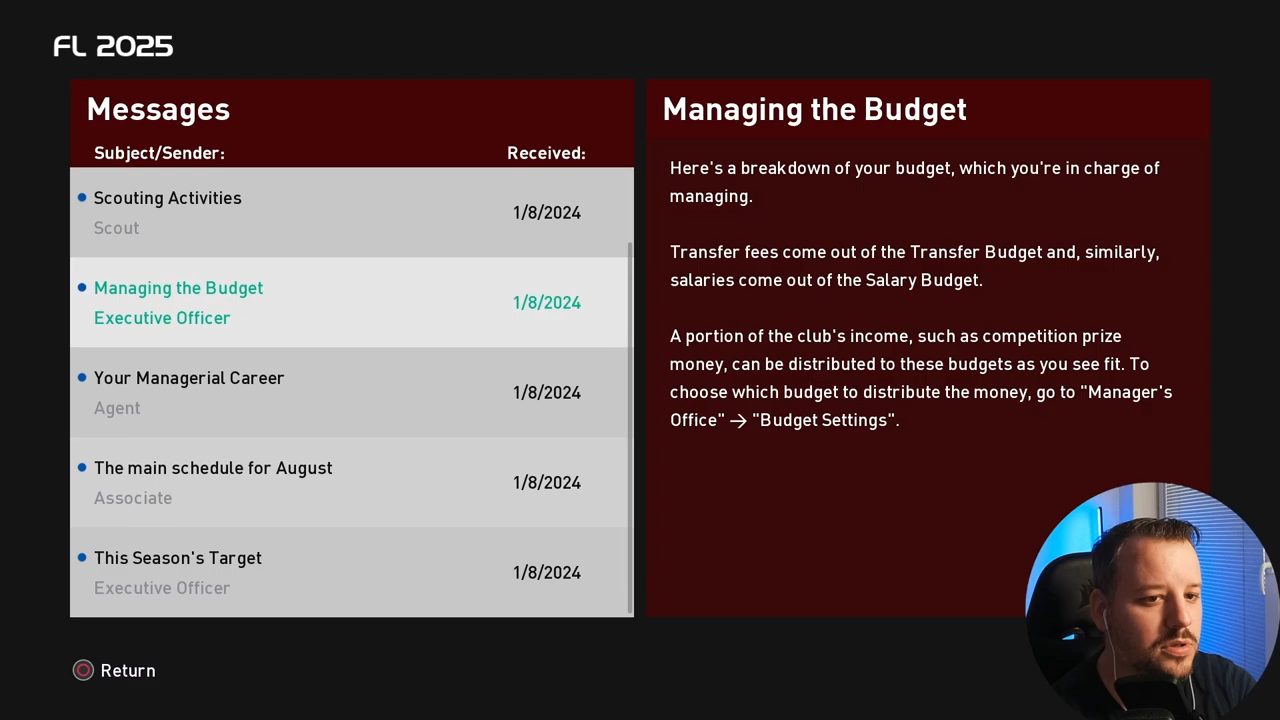 FL 2025
Messages
Subject/Sender: Received:
Scouting Activities
Scout
1/8/2024
Managing the Budget
Executive Officer
1/8/2024
Your Managerial Career
Agent
1/8/2024
The main schedule for August
Associate
1/8/2024
This Season's Target
Executive Officer
1/8/2024
Managing the Budget
Here's a breakdown of your budget, which you're in charge of
managing.
Transfer fees come out of the Transfer Budget and, similarly,
salaries come out of the Salary Budget.
A portion of the club's income, such as competition prize
money, can be distributed to these budgets as you see fit. To
choose which budget to distribute the money, go to "Manager's
Office" → "Budget Settings".
Return